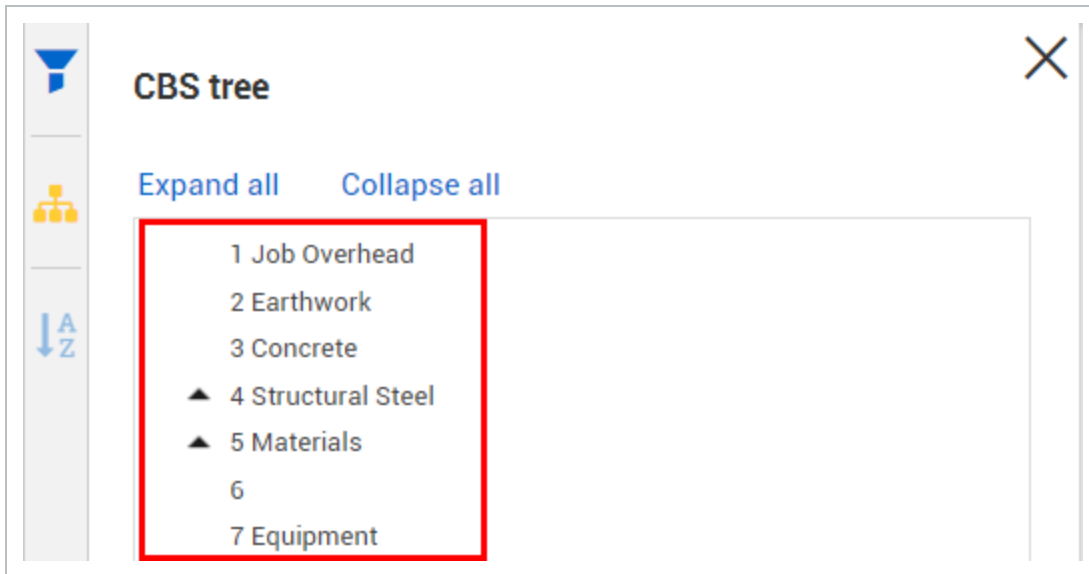 CBS tree
Expand all Collapse all
1 Job Overhead
2 Earthwork
3 Concrete
4 Structural Steel
5 Materials
6
7 Equipment
A
Z